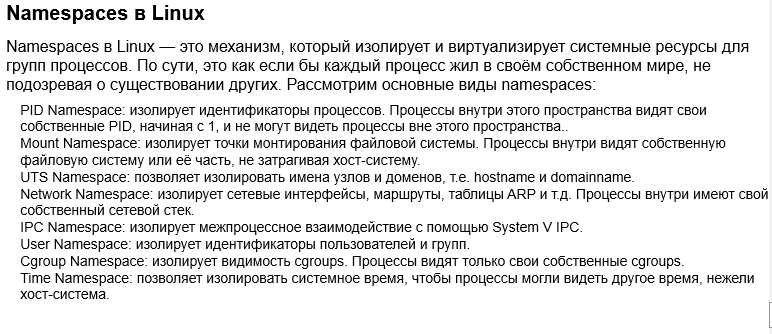 Namespaces в Linux
Namespaces в Linux — это механизм, который изолирует и виртуализирует системные ресурсы для
групп процессов. По сути, это как если бы каждый процесс жил в своём собственном мире, не
подозревая о существовании других. Рассмотрим основные виды namespaces:
PID Namespace: изолирует идентификаторы процессов. Процессы внутри этого пространства видят свои
собственные PID, начиная с 1, и не могут видеть процессы вне этого пространства..
Mount Namespace: изолирует точки монтирования файловой системы. Процессы внутри видят собственную
файловую систему или её часть, не затрагивая хост-систему.
UTS Namespace: позволяет изолировать имена узлов и доменов, т.е. hostname и domainname.
Network Namespace: изолирует сетевые интерфейсы, маршруты, таблицы ARP и т.д. Процессы внутри имеют свой
собственный сетевой стек.
IPC Namespace: изолирует межпроцессное взаимодействие с помощью System V IPC.
User Namespace: изолирует идентификаторы пользователей и групп.
Cgroup Namespace: изолирует видимость cgroups. Процессы видят только свои собственные cgroups.
Time Namespace: позволяет изолировать системное время, чтобы процессы могли видеть другое время, нежели
хост-система.